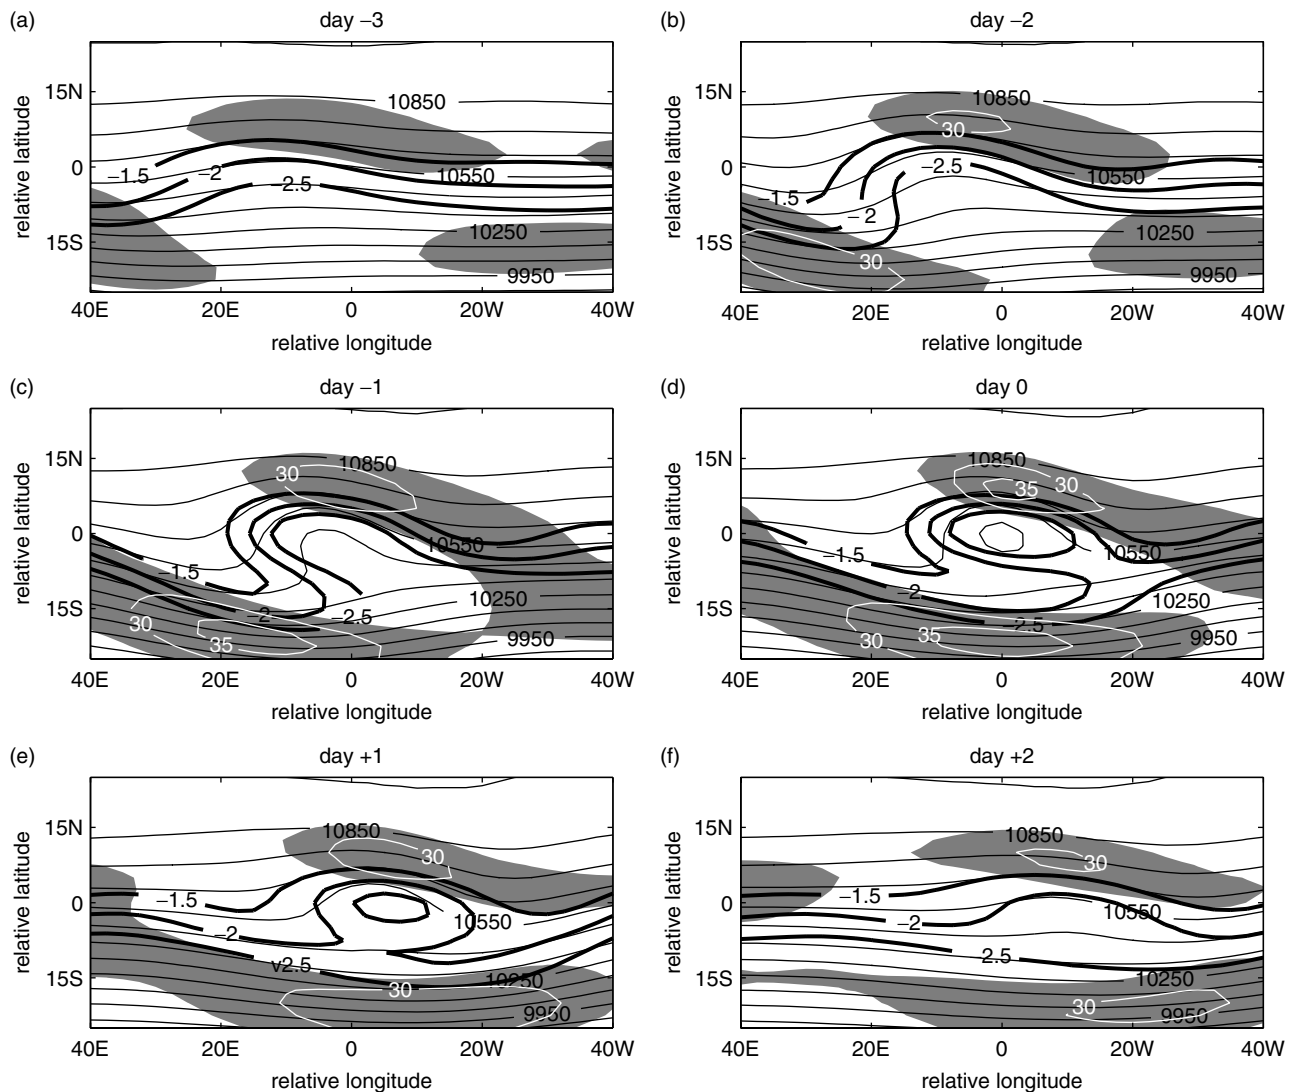 (a)
day −3
relative latitude
15N
0
15S
10850
−1.5
−2
−2.5
10550
10250
9950
40E 20E 0 20W 40W
relative longitude
(b)
day −2
relative latitude
15N
0
15S
10850
30
−2.5
10550
−1.5
−2
10250
30
9950
40E 20E 0 20W 40W
relative longitude
(c)
day −1
relative latitude
15N
0
15S
10850
30
10550
−1.5
10250
−2
−2.5
30
35
9950
40E 20E 0 20W 40W
relative longitude
(d)
day 0
relative latitude
15N
0
15S
10850
30
35
10550
−1.5
−2
10250
−2.5
30
35
9950
40E 20E 0 20W 40W
relative longitude
(e)
day +1
relative latitude
15N
0
15S
10850
30
−1.5
10550
−2
v2.5
10250
30
9950
40E 20E 0 20W 40W
relative longitude
(f)
day +2
relative latitude
15N
0
15S
10850
30
−1.5
10550
−2
−2.5
10250
30
9950
40E 20E 0 20W 40W
relative longitude